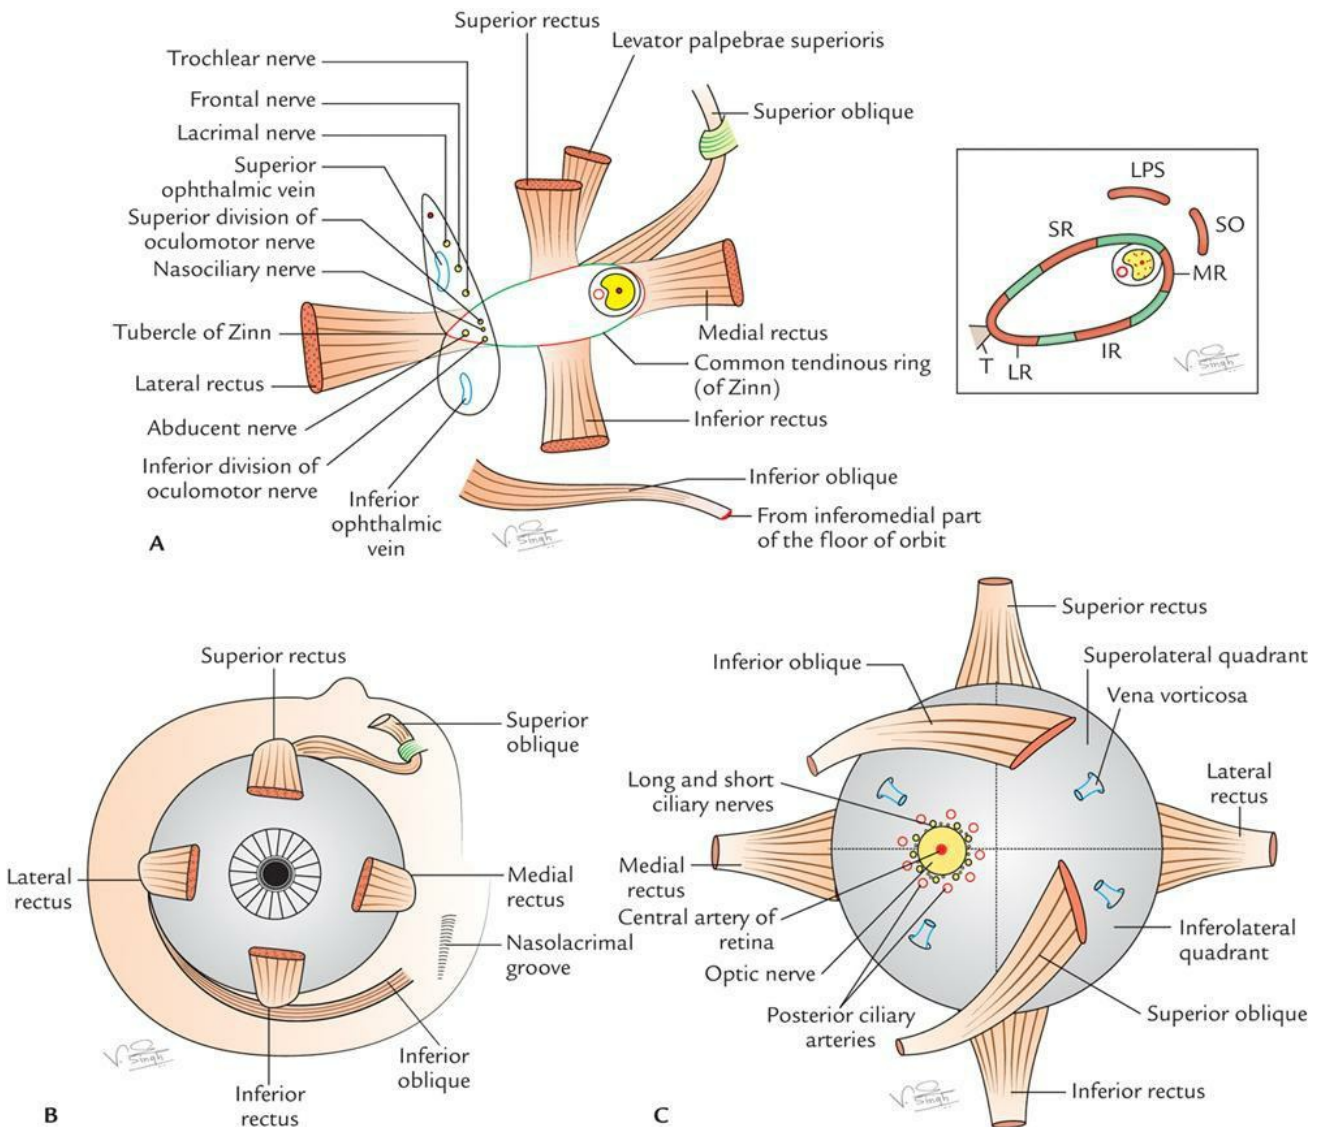 Superior rectus
Levator palpebrae superioris
Trochlear nerve
Frontal nerve
Lacrimal nerve
Superior
ophthalmic vein
Superior division of
oculomotor nerve
Nasociliary nerve
Tubercle of Zinn
Lateral rectus
Abducent nerve
Inferior division of
oculomotor nerve
Inferior
ophthalmic
vein
Superior oblique
Medial rectus
Common tendinous ring
(of Zinn)
Inferior rectus
Inferior oblique
From inferomedial part
of the floor of orbit
V. Singh
A
LPS
SR
SO
MR
IR
T
LR
V. Singh
Superior rectus
Superior
oblique
Lateral
rectus
Medial
rectus
Nasolacrimal
groove
Inferior
oblique
Inferior
rectus
V. Singh
B
Superior rectus
Inferior oblique
Superolateral quadrant
Vena vorticosa
Long and short
ciliary nerves
Lateral
rectus
Medial
rectus
Central artery of
retina
Optic nerve
Posterior ciliary
arteries
Inferolateral
quadrant
Superior oblique
Inferior rectus
V. Singh
C